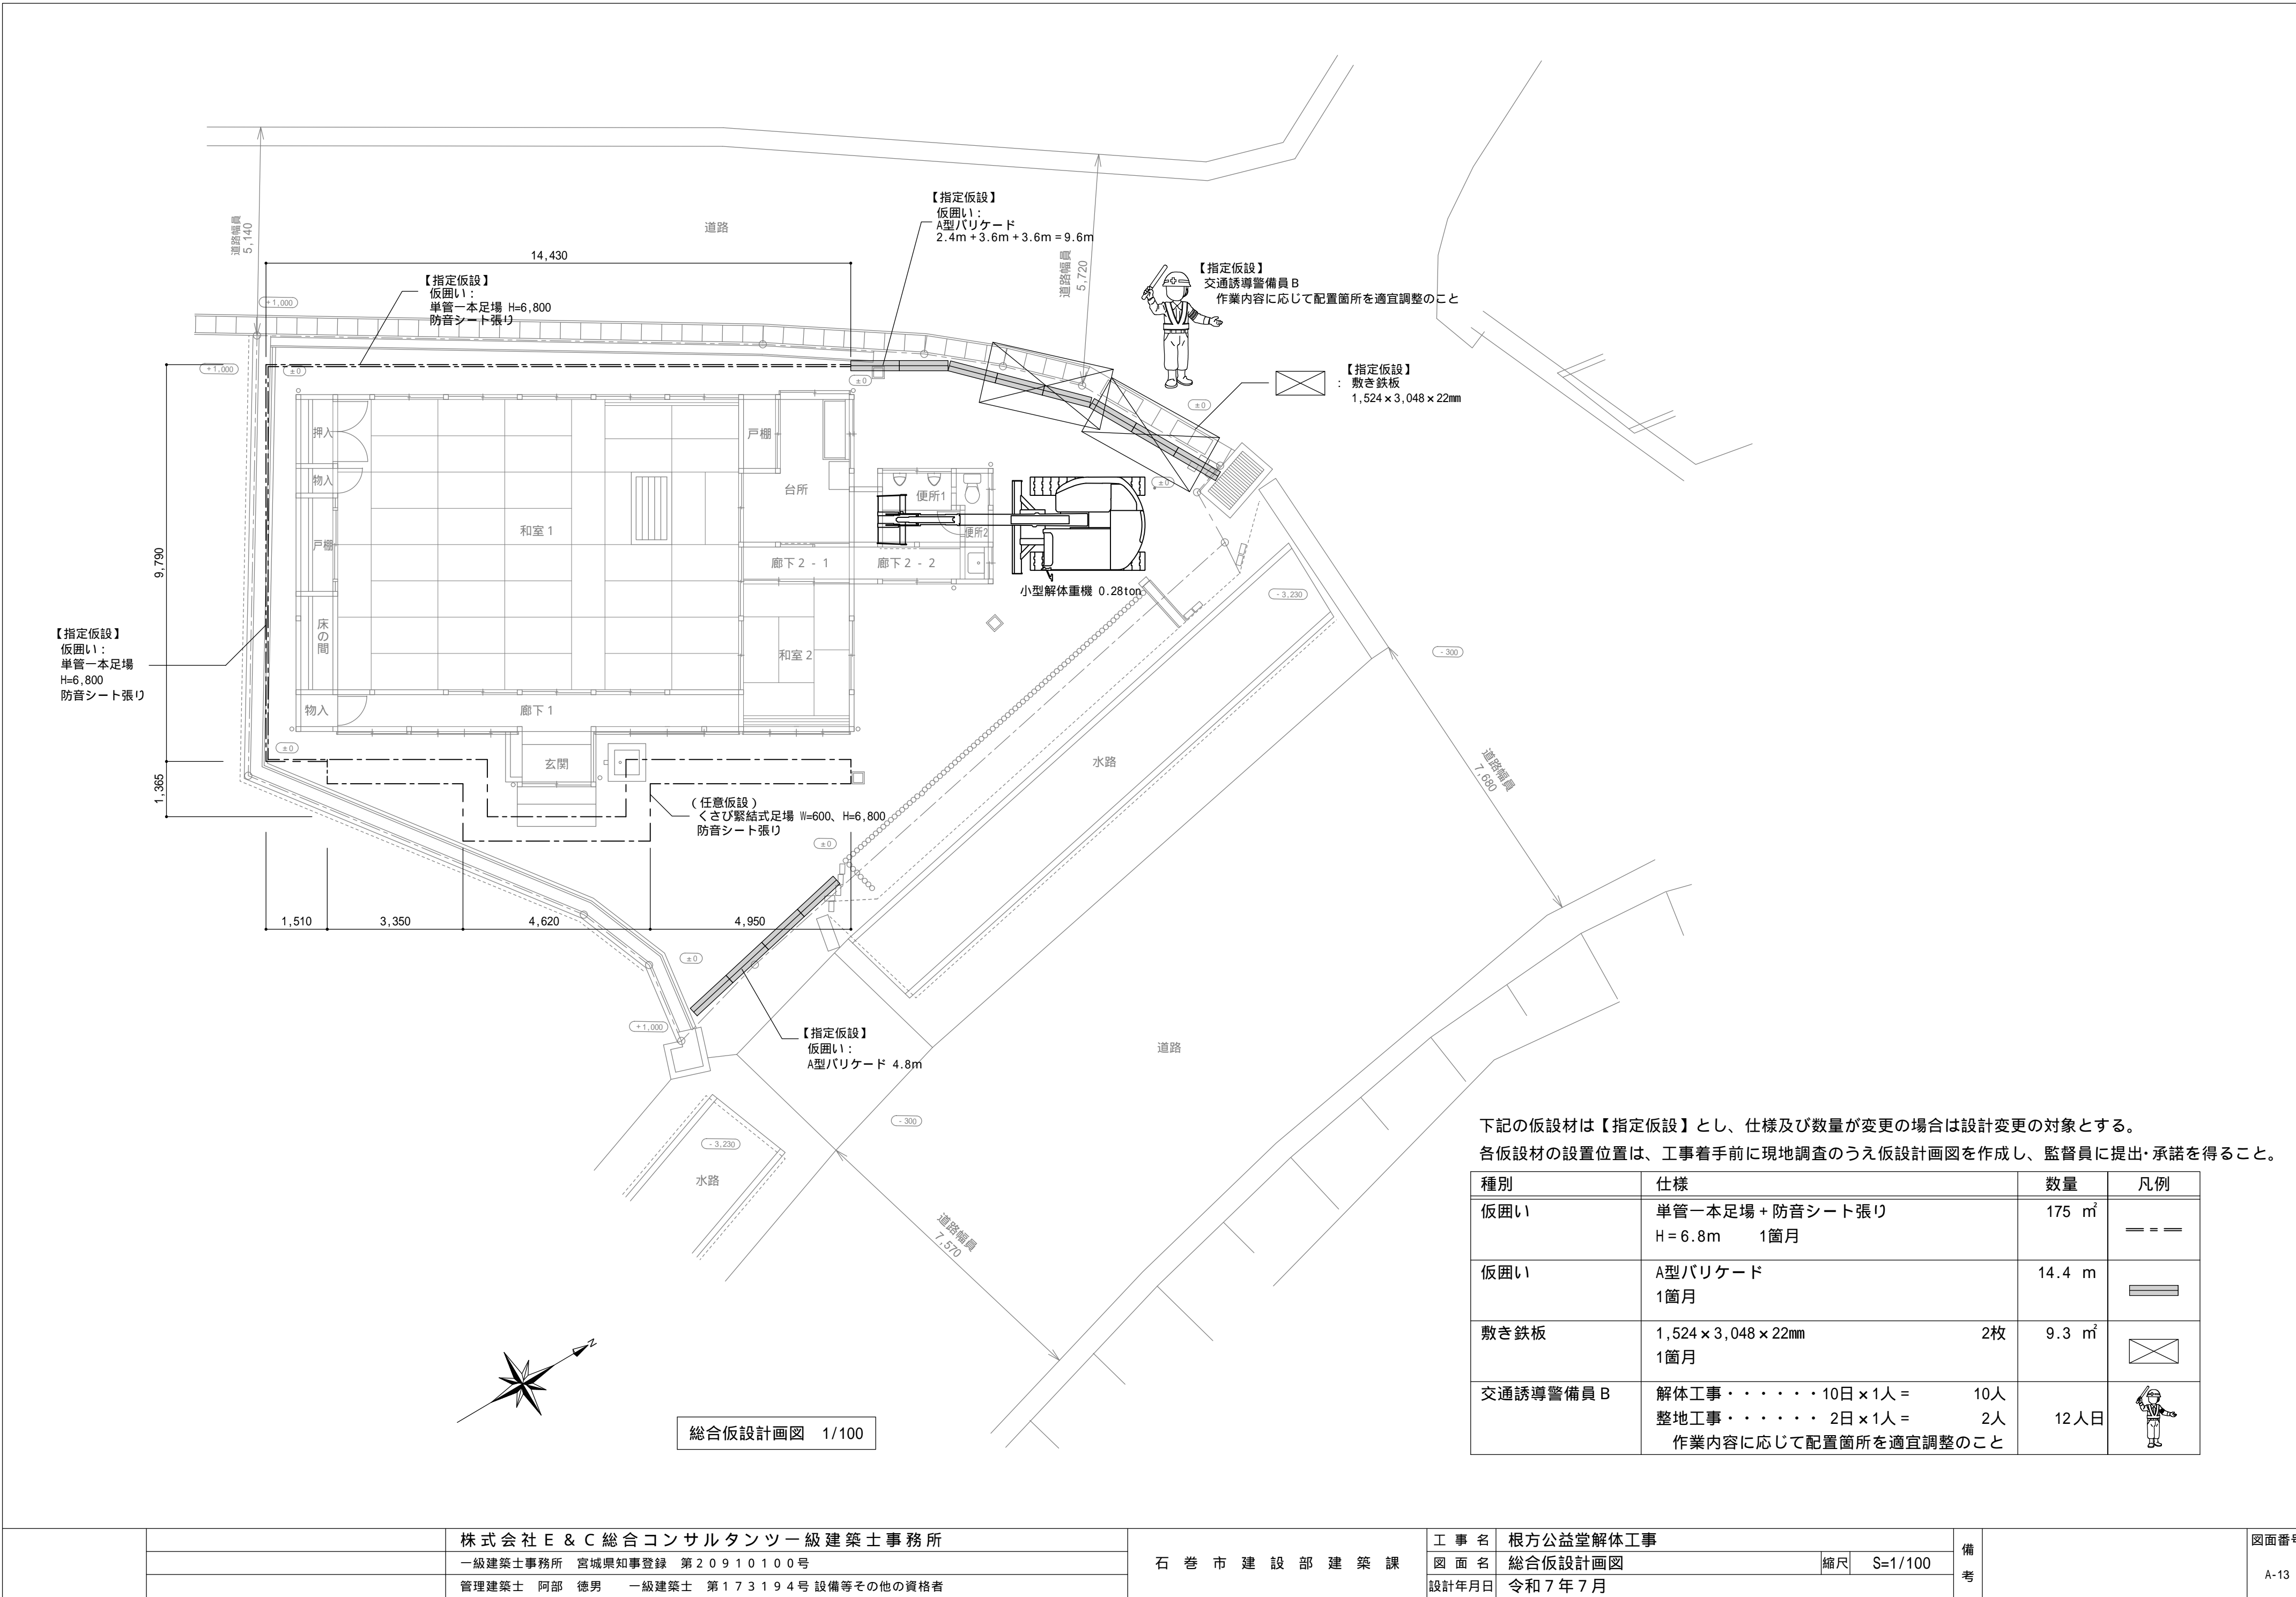 道路幅員
5,140
道路
【指定仮設】
仮囲い：
A型バリケード
2.4m＋3.6m＋3.6m＝9.6m
道路幅員
5,720
14,430
【指定仮設】
仮囲い：
単管一本足場 H=6,800
防音シート張り
【指定仮設】
交通誘導警備員Ｂ
作業内容に応じて配置箇所を適宜調整のこと
+1,000
+1,000
±0
±0
±0
±0
【指定仮設】
： 敷き鉄板
1,524×3,048×22mm
押入
物入
戸棚
床の間
物入
和室１
戸棚
台所
便所1
便所2
廊下２-１
廊下２-２
和室２
廊下１
玄関
小型解体重機 0.28ton
9,790
1,365
【指定仮設】
仮囲い：
単管一本足場
H=6,800
防音シート張り
±0
-3,230
-300
水路
道路幅員
7,680
（任意仮設）
くさび緊結式足場 W=600、H=6,800
防音シート張り
±0
1,510
3,350
4,620
4,950
±0
+1,000
【指定仮設】
仮囲い：
A型バリケード 4.8m
道路
-300
-3,230
水路
道路幅員
7,570
N
総合仮設計画図　1/100
下記の仮設材は【指定仮設】とし、仕様及び数量が変更の場合は設計変更の対象とする。
各仮設材の設置位置は、工事着手前に現地調査のうえ仮設計画図を作成し、監督員に提出・承諾を得ること。
種別　仕様　数量　凡例
仮囲い　単管一本足場＋防音シート張り　175 ㎡
H＝6.8m　1箇月
仮囲い　A型バリケード　14.4 m
1箇月
敷き鉄板　1,524×3,048×22mm　2枚　9.3 ㎡
1箇月
交通誘導警備員Ｂ　解体工事・・・・・・10日×1人＝　10人
整地工事・・・・・・ 2日×1人＝　2人　12人日
作業内容に応じて配置箇所を適宜調整のこと
株式会社Ｅ＆Ｃ総合コンサルタンツ一級建築士事務所
一級建築士事務所　宮城県知事登録　第２０９１０１００号
管理建築士　阿部　徳男　一級建築士　第１７３１９４号 設備等その他の資格者
石巻市建設部建築課
工事名　根方公益堂解体工事
図面名　総合仮設計画図　縮尺　S=1/100
設計年月日　令和７年７月
備考
図面番号
A-13